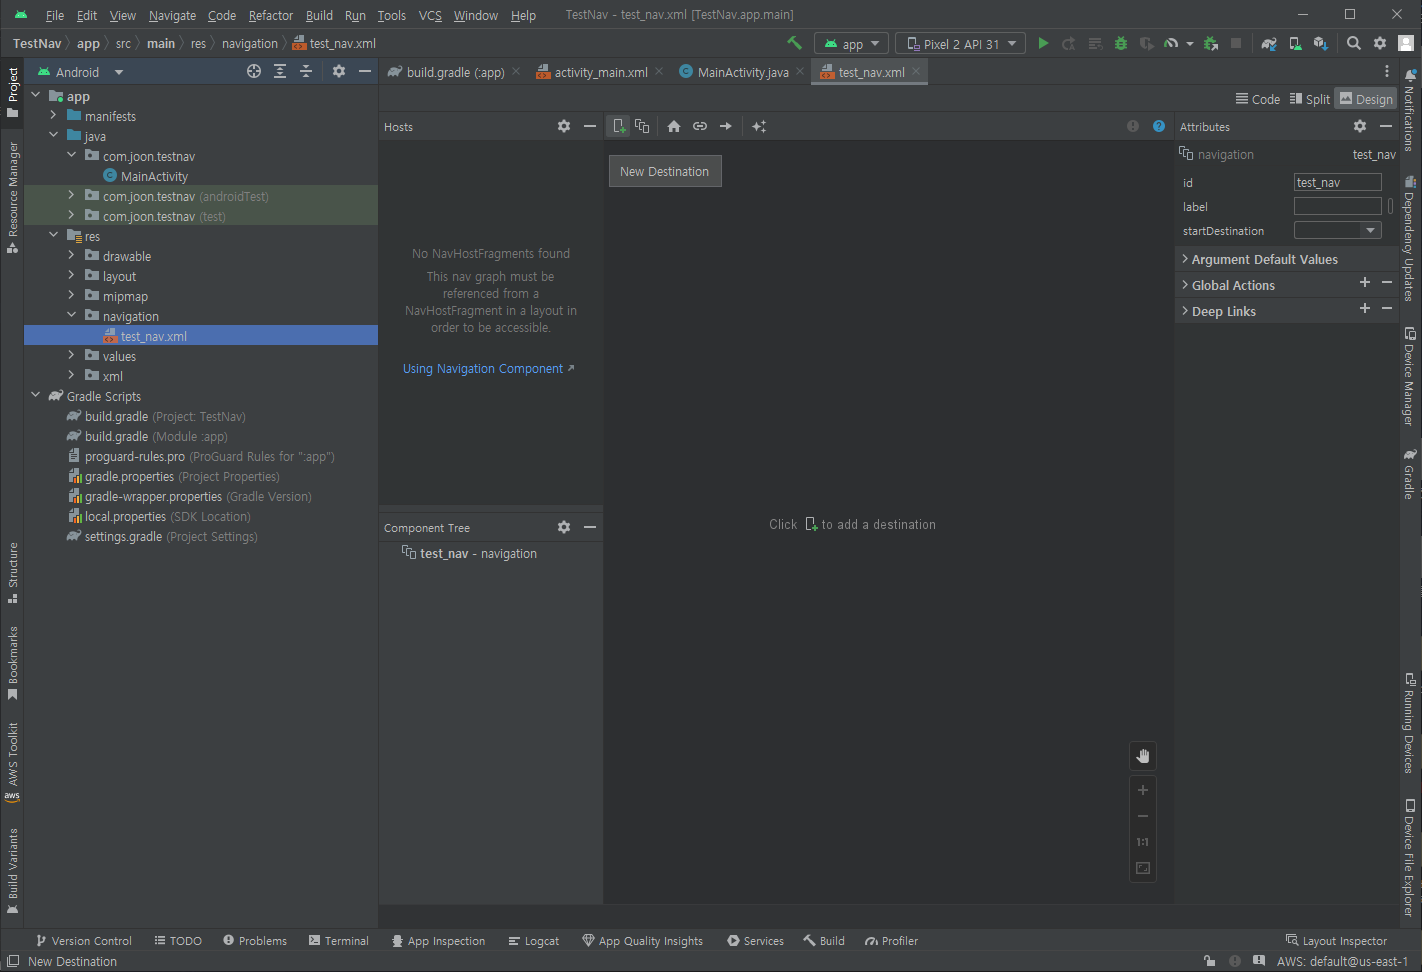 File Edit View Navigate Code Refactor Build Run Tools VCS Window Help TestNav - test_nav.xml [TestNav.app.main]
TestNav app src main res navigation test_nav.xml
app Pixel 2 API 31
Android
build.gradle (:app) activity_main.xml MainActivity.java test_nav.xml
Code Split Design
Project
Resource Manager
Structure
Bookmarks
AWS Toolkit
aws
Build Variants
app
manifests
java
com.joon.testnav
MainActivity
com.joon.testnav (androidTest)
com.joon.testnav (test)
res
drawable
layout
mipmap
navigation
test_nav.xml
values
xml
Gradle Scripts
build.gradle (Project: TestNav)
build.gradle (Module :app)
proguard-rules.pro (ProGuard Rules for ":app")
gradle.properties (Project Properties)
gradle-wrapper.properties (Gradle Version)
local.properties (SDK Location)
settings.gradle (Project Settings)
Hosts
No NavHostFragments found
This nav graph must be
referenced from a
NavHostFragment in a layout in
order to be accessible.
Using Navigation Component
Component Tree
test_nav - navigation
New Destination
Click to add a destination
1:1
Attributes
navigation test_nav
id test_nav
label
startDestination
Argument Default Values
Global Actions
Deep Links
Notifications
Dependency Updates
Device Manager
Gradle
Running Devices
Device File Explorer
Version Control TODO Problems Terminal App Inspection Logcat App Quality Insights Services Build Profiler Layout Inspector
New Destination AWS: default@us-east-1